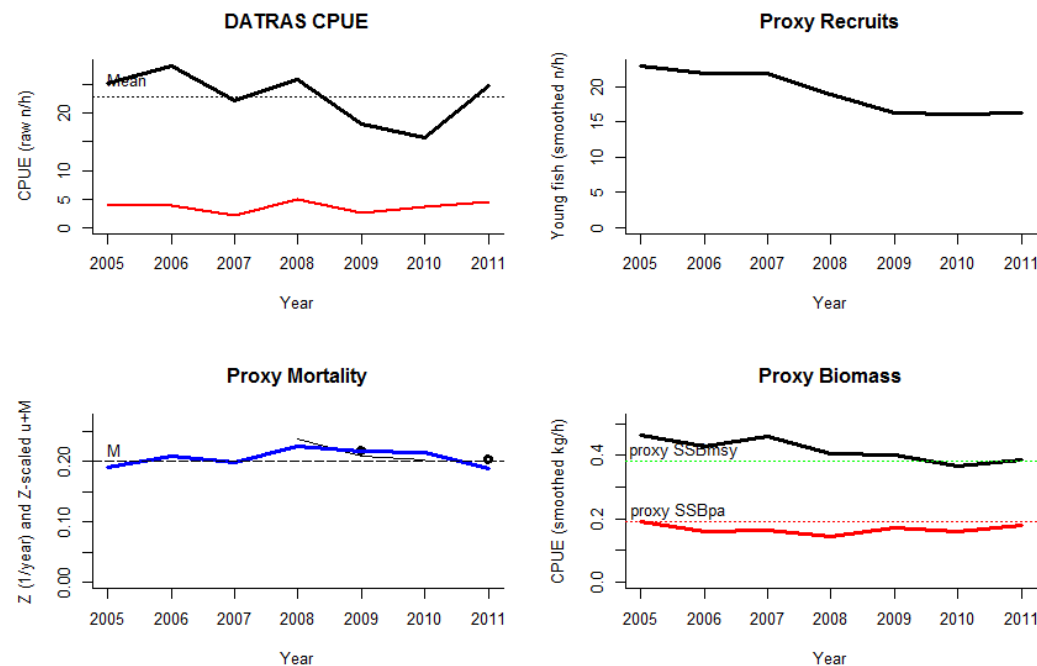 DATRAS CPUE
CPUE (raw n/h)
0 5 10 20
Mean
2005 2006 2007 2008 2009 2010 2011
Year
Proxy Recruits
Young fish (smoothed n/h)
0 5 10 15 20
2005 2006 2007 2008 2009 2010 2011
Year
Proxy Mortality
Z (1/year) and Z-scaled u+M
0.00 0.10 0.20
M
2005 2006 2007 2008 2009 2010 2011
Year
Proxy Biomass
CPUE (smoothed kg/h)
0.0 0.2 0.4
proxy SSBmsy
proxy SSBpa
2005 2006 2007 2008 2009 2010 2011
Year